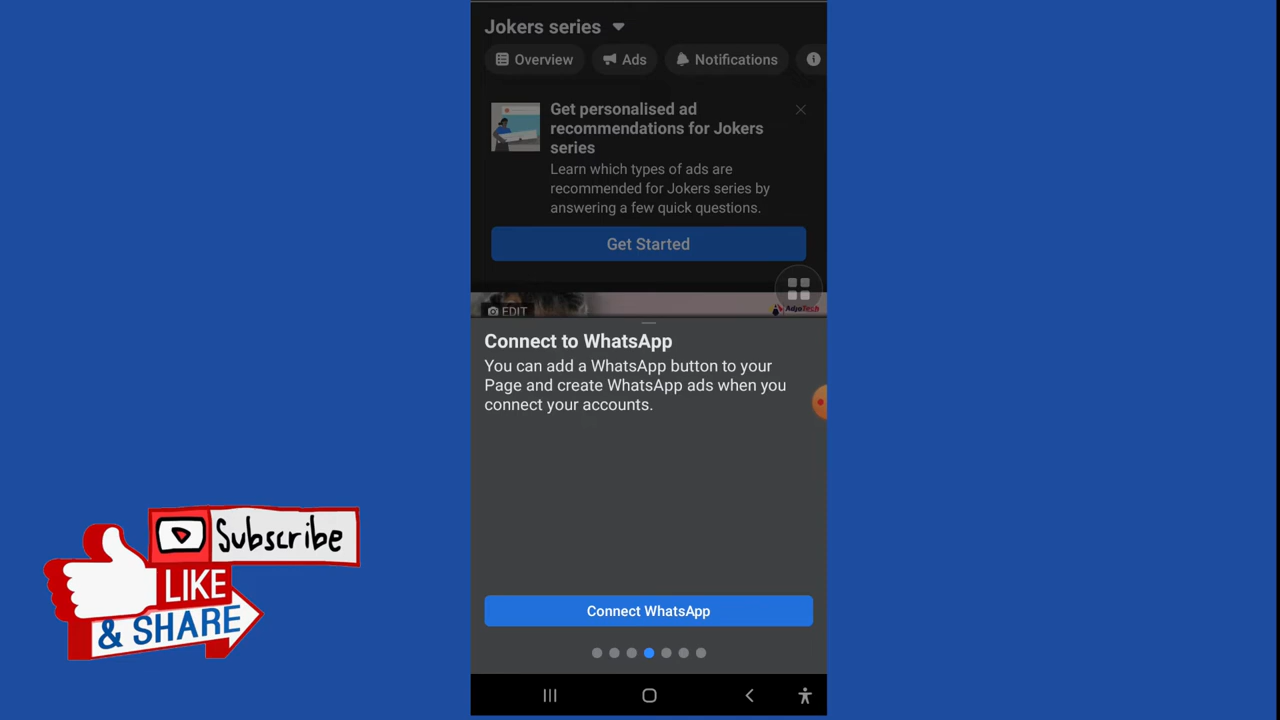 Jokers series
Overview
Ads
Notifications
Get personalised ad
recommendations for Jokers
series
Learn which types of ads are
recommended for Jokers series by
answering a few quick questions.
Get Started
EDIT
AdjoTech
Connect to WhatsApp
You can add a WhatsApp button to your
Page and create WhatsApp ads when you
connect your accounts.
Connect WhatsApp
Subscribe
LIKE
& SHARE